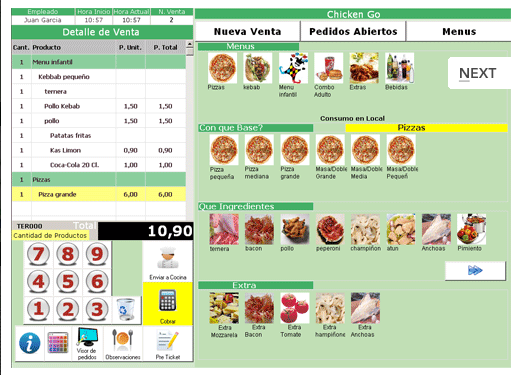 Empleado Hora Inicio Hora Actual N. Venta
Juan Garcia 10:57 10:57 2
Detalle de Venta
Cant. Producto P. Unit. P. Total
1 Menu infantil
1 Kebbab pequeño
1 ternera
1 Pollo Kebab 1,50 1,50
1 pollo 1,50 1,50
1 Patatas fritas
1 Kas Limon 0,90 0,90
1 Coca-Cola 20 Cl. 1,00 1,00
1 Pizzas
1 Pizza grande 6,00 6,00
TER000 Total 10,90
Cantidad de Productos
7 8 9
4 5 6
1 2 3
Enviar a Cocina
Cobrar
Visor de pedidos
Observaciones
Pre Ticket
Chicken Go
Nueva Venta Pedidos Abiertos Menus
Menus
Pizzas
kebab
Menu infantil
Combo Adulto
Extras
Bebidas
NEXT
Consumo en Local
Con que Base? Pizzas
Pizza pequeña
Pizza mediana
Pizza grande
Masa/Doble Grande
Masa/Doble Media
Masa/Doble Pequeñ
Que Ingredientes
ternera
bacon
pollo
peperoni
champiñon
atun
Anchoas
Pimiento
Extra
Extra Mozzarela
Extra Bacon
Extra Tomate
Extra hampiñone
Extra Anchoas